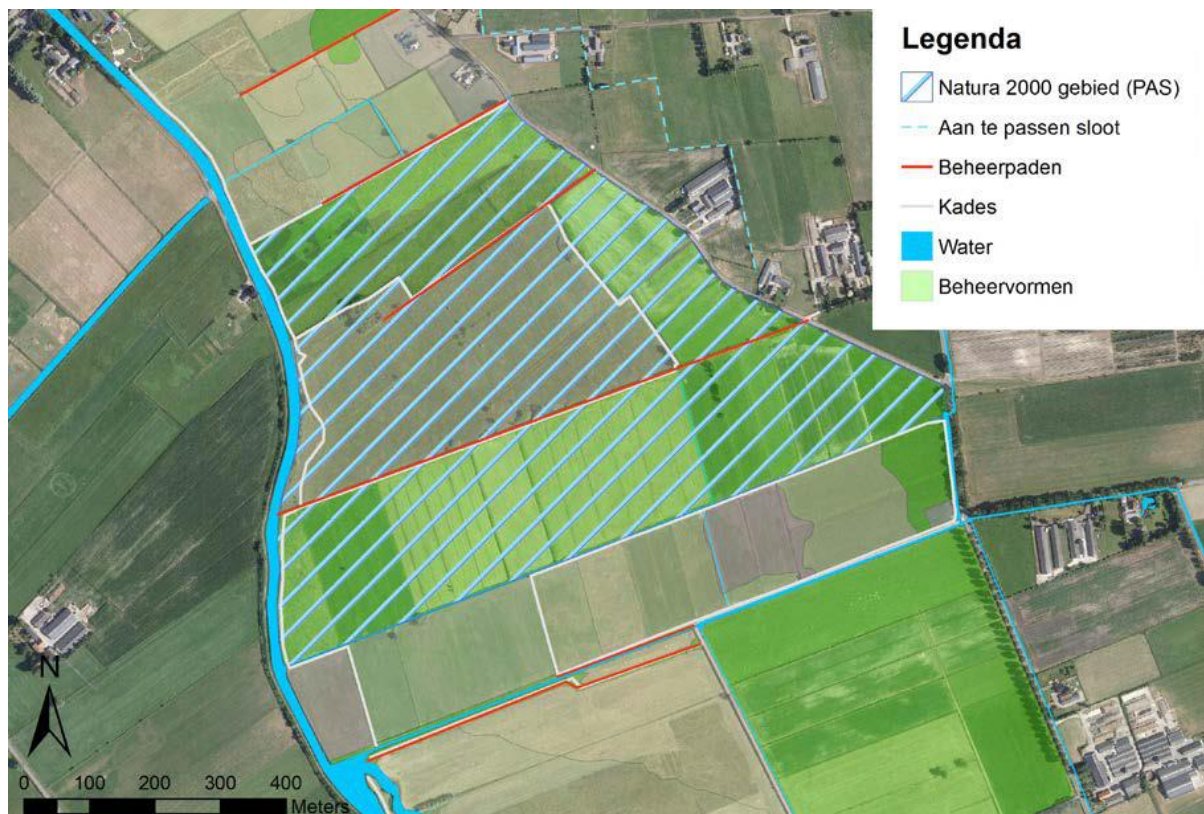 Legenda
Natura 2000 gebied (PAS)
Aan te passen sloot
Beheerpaden
Kades
Water
Beheervormen
N
0 100 200 300 400
Meters